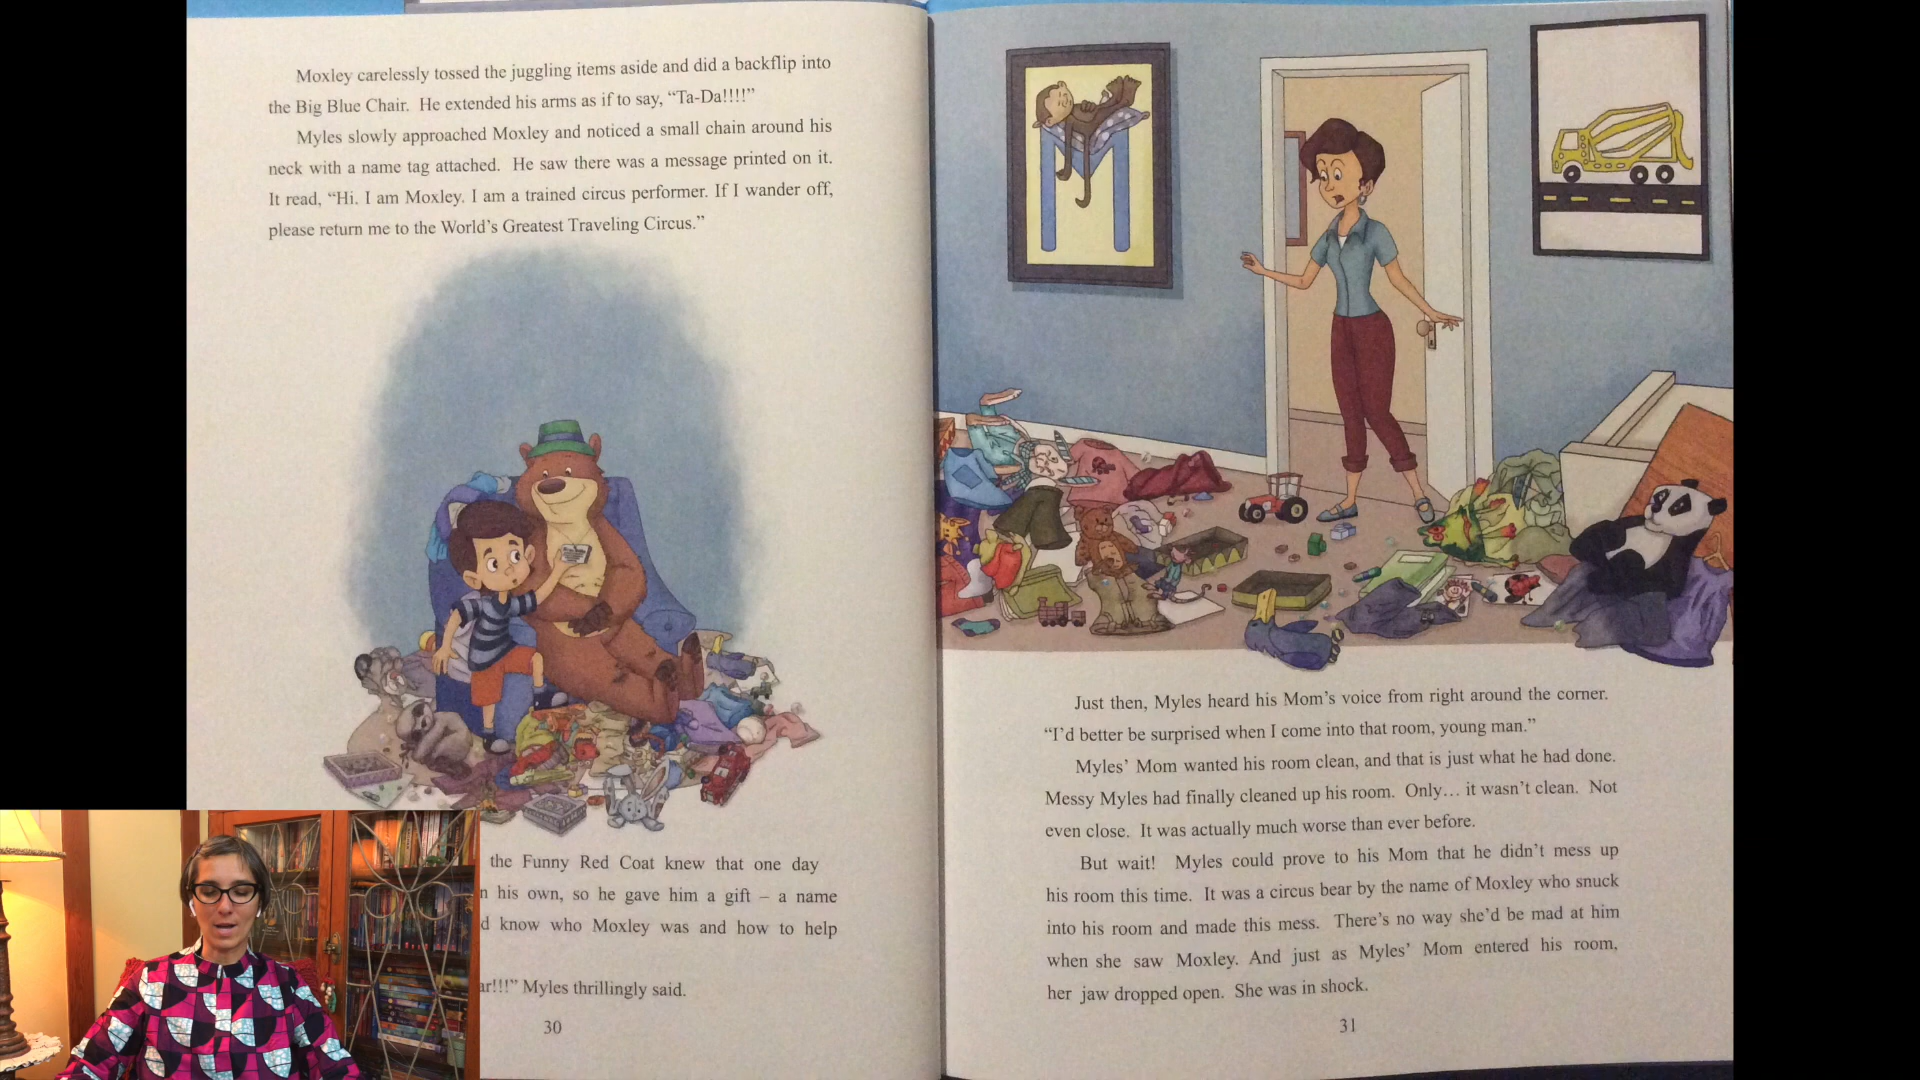 Moxley carelessly tossed the juggling items aside and did a backflip into
the Big Blue Chair. He extended his arms as if to say, “Ta-Da!!!!”
Myles slowly approached Moxley and noticed a small chain around his
neck with a name tag attached. He saw there was a message printed on it.
It read, “Hi. I am Moxley. I am a trained circus performer. If I wander off,
please return me to the World’s Greatest Traveling Circus.”
the Funny Red Coat knew that one day
n his own, so he gave him a gift – a name
d know who Moxley was and how to help
ar!!!” Myles thrillingly said.
30
Just then, Myles heard his Mom’s voice from right around the corner.
“I’d better be surprised when I come into that room, young man.”
Myles’ Mom wanted his room clean, and that is just what he had done.
Messy Myles had finally cleaned up his room. Only… it wasn’t clean. Not
even close. It was actually much worse than ever before.
But wait! Myles could prove to his Mom that he didn’t mess up
his room this time. It was a circus bear by the name of Moxley who snuck
into his room and made this mess. There’s no way she’d be mad at him
when she saw Moxley. And just as Myles’ Mom entered his room,
her jaw dropped open. She was in shock.
31